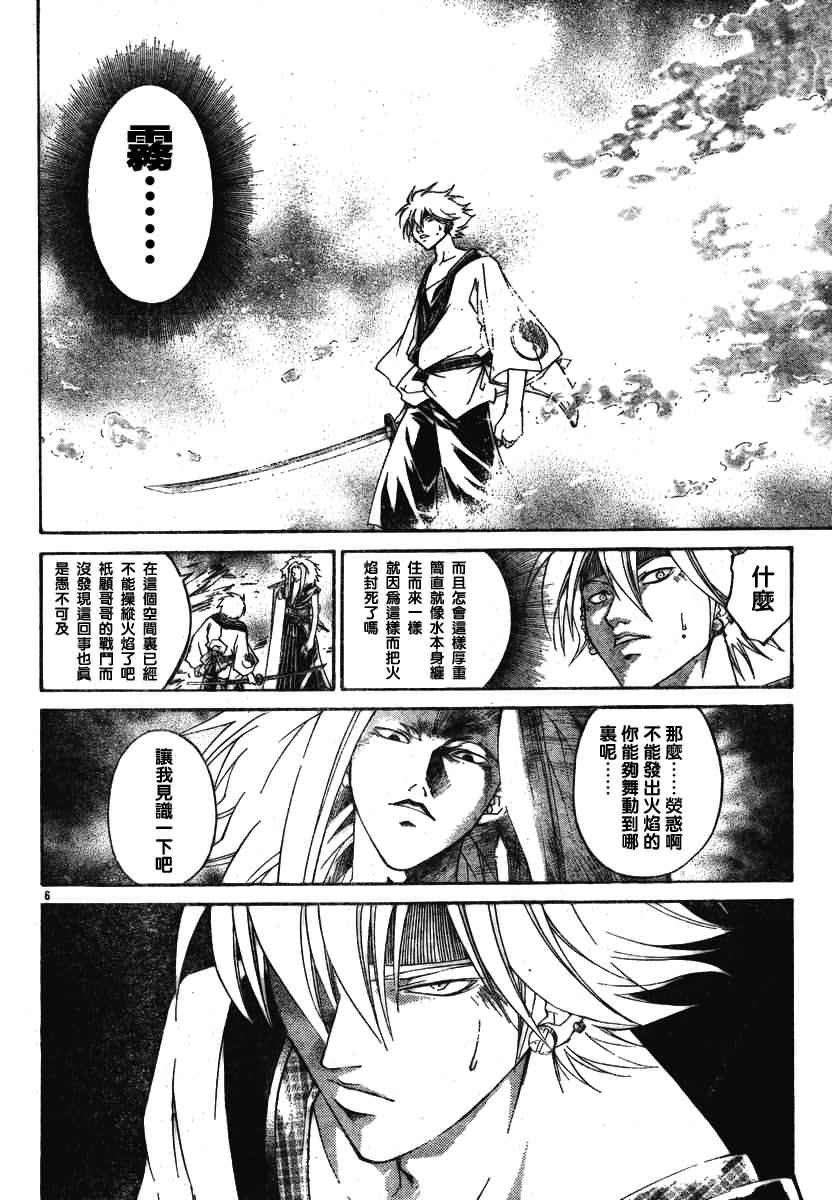 霧⋯⋯
什麼
而且怎會這樣厚重
簡直就像水本身纏
住而來一樣
就因為這樣而把火
焰封死了嗎
在這個空間裏已經
不能操縱火焰了吧
衹顧哥哥的戰鬥而
沒發現這回事也真
是愚不可及
那麼⋯⋯熒惑啊
不能發出火焰的
你能夠舞動到哪
裏呢⋯⋯
讓我見識一下吧
6